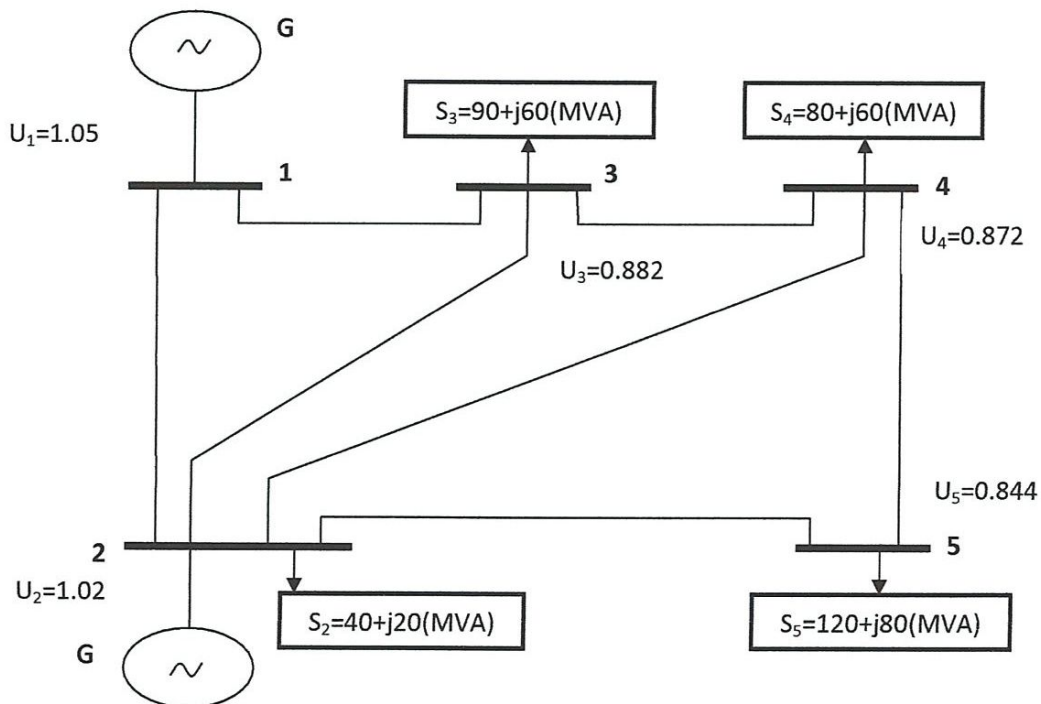 G
U₁=1.05
1
S₃=90+j60(MVA)
3
U₃=0.882
S₄=80+j60(MVA)
4
U₄=0.872
2
U₂=1.02
G
S₂=40+j20(MVA)
U₅=0.844
5
S₅=120+j80(MVA)